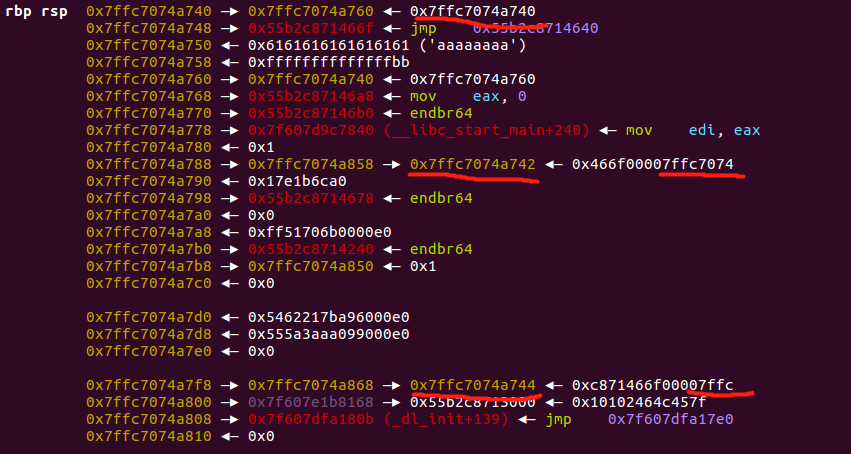 rbp rsp 0x7ffc7074a740 —▸ 0x7ffc7074a760 ◂— 0x7ffc7074a740
0x7ffc7074a748 —▸ 0x55b2c871466f ◂— jmp 0x55b2c8714640
0x7ffc7074a750 ◂— 0x6161616161616161 ('aaaaaaaa')
0x7ffc7074a758 ◂— 0xffffffffffffffbb
0x7ffc7074a760 —▸ 0x7ffc7074a740 ◂— 0x7ffc7074a760
0x7ffc7074a768 —▸ 0x55b2c87146a8 ◂— mov eax, 0
0x7ffc7074a770 —▸ 0x55b2c87146b0 ◂— endbr64
0x7ffc7074a778 —▸ 0x7f607d9c7840 (__libc_start_main+240) ◂— mov edi, eax
0x7ffc7074a780 ◂— 0x1
0x7ffc7074a788 —▸ 0x7ffc7074a858 —▸ 0x7ffc7074a742 ◂— 0x466f00007ffc7074
0x7ffc7074a790 ◂— 0x17e1b6ca0
0x7ffc7074a798 —▸ 0x55b2c8714678 ◂— endbr64
0x7ffc7074a7a0 ◂— 0x0
0x7ffc7074a7a8 ◂— 0xff51706b0000e0
0x7ffc7074a7b0 —▸ 0x55b2c8714240 ◂— endbr64
0x7ffc7074a7b8 —▸ 0x7ffc7074a850 ◂— 0x1
0x7ffc7074a7c0 ◂— 0x0
0x7ffc7074a7d0 ◂— 0x5462217ba96000e0
0x7ffc7074a7d8 ◂— 0x555a3aaa099000e0
0x7ffc7074a7e0 ◂— 0x0
0x7ffc7074a7f8 —▸ 0x7ffc7074a868 —▸ 0x7ffc7074a744 ◂— 0xc871466f00007ffc
0x7ffc7074a800 —▸ 0x7f607e1b8168 —▸ 0x55b2c8713000 ◂— 0x10102464c457f
0x7ffc7074a808 —▸ 0x7f607dfa180b (_dl_init+139) ◂— jmp 0x7f607dfa17e0
0x7ffc7074a810 ◂— 0x0